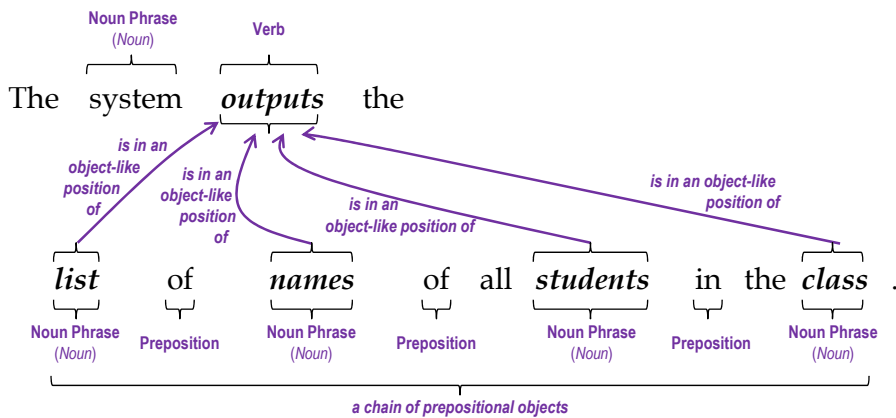 Noun Phrase
(Noun)
Verb
The system outputs the
is in an
object-like
position
of
is in an
object-like
position
of
is in an
object-like position of
is in an object-like
position of
list of names of all students in the class .
Noun Phrase
(Noun)
Preposition
Noun Phrase
(Noun)
Preposition
Noun Phrase
(Noun)
Preposition
Noun Phrase
(Noun)
a chain of prepositional objects